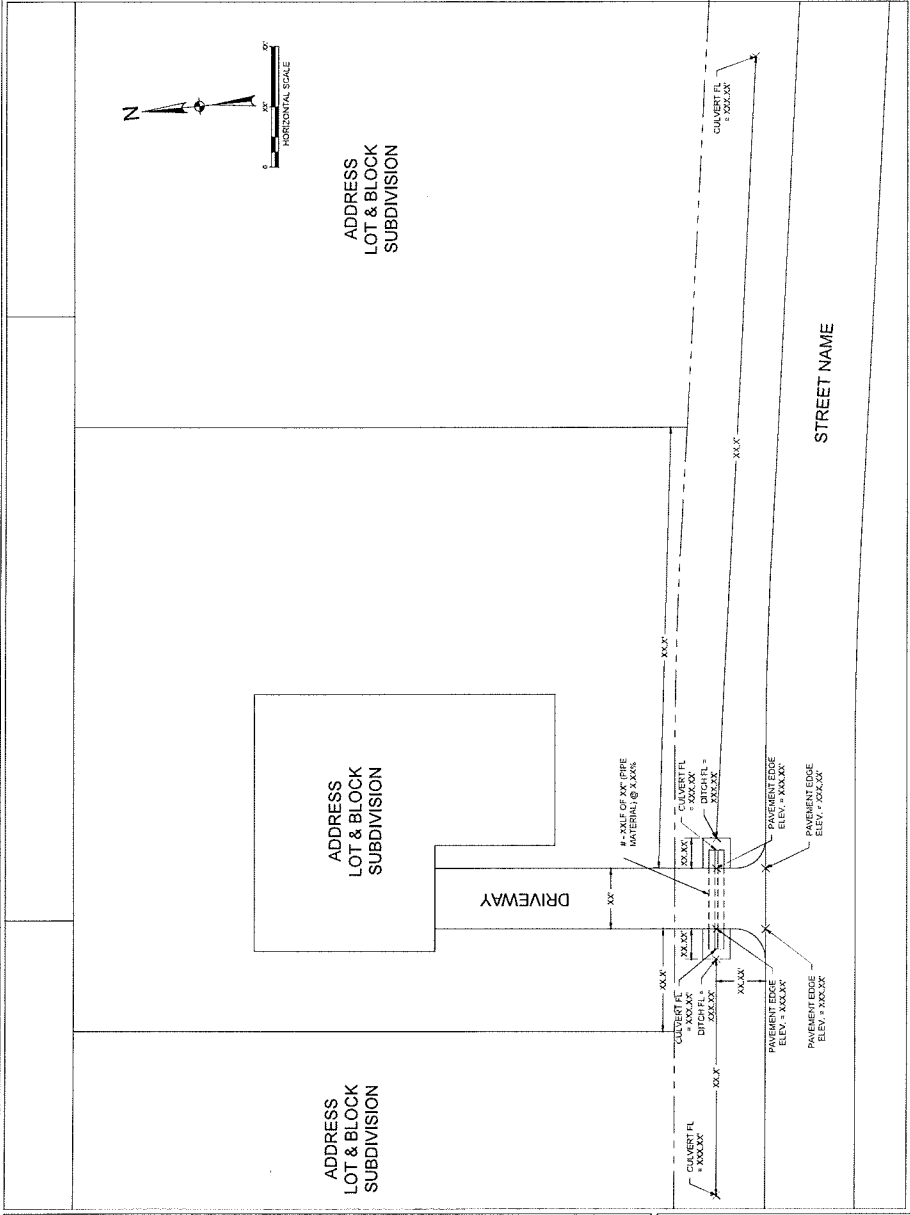 N
0
XX'
XX'
HORIZONTAL SCALE
ADDRESS
LOT & BLOCK
SUBDIVISION
ADDRESS
LOT & BLOCK
SUBDIVISION
ADDRESS
LOT & BLOCK
SUBDIVISION
DRIVEWAY
XX'
XX.X'
XX.X'
# - XXLF OF XX" (PIPE
MATERIAL) @ X.XX%
XX.XX'
XX.XX'
CULVERT FL
= XXX.XX'
DITCH FL =
XXX.XX'
CULVERT FL
= XXX.XX'
DITCH FL =
XXX.XX'
XX.XX'
PAVEMENT EDGE
ELEV. = XXX.XX'
PAVEMENT EDGE
ELEV. = XXX.XX'
PAVEMENT EDGE
ELEV. = XXX.XX'
PAVEMENT EDGE
ELEV. = XXX.XX'
CULVERT FL
= XXX.XX'
XX.X'
XX.X'
CULVERT FL
= XXX.XX'
STREET NAME